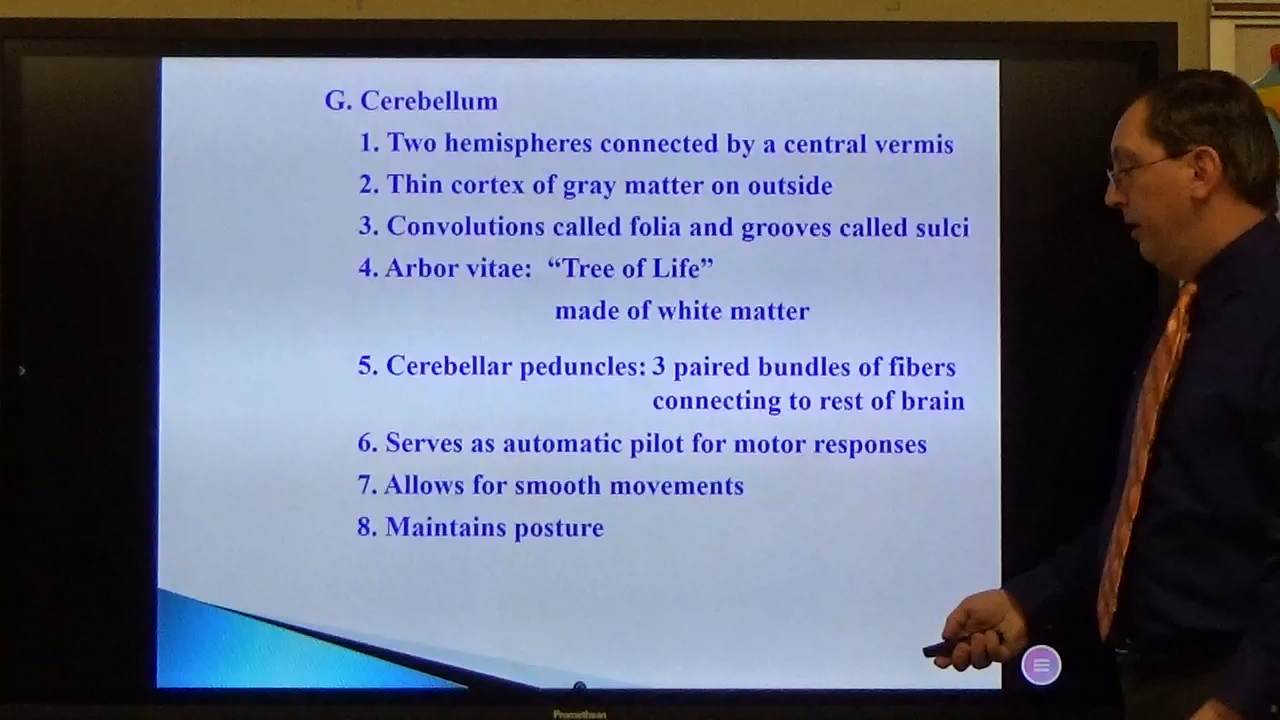 G. Cerebellum
1. Two hemispheres connected by a central vermis
2. Thin cortex of gray matter on outside
3. Convolutions called folia and grooves called sulci
4. Arbor vitae: “Tree of Life”
made of white matter
5. Cerebellar peduncles: 3 paired bundles of fibers
connecting to rest of brain
6. Serves as automatic pilot for motor responses
7. Allows for smooth movements
8. Maintains posture
Promethean